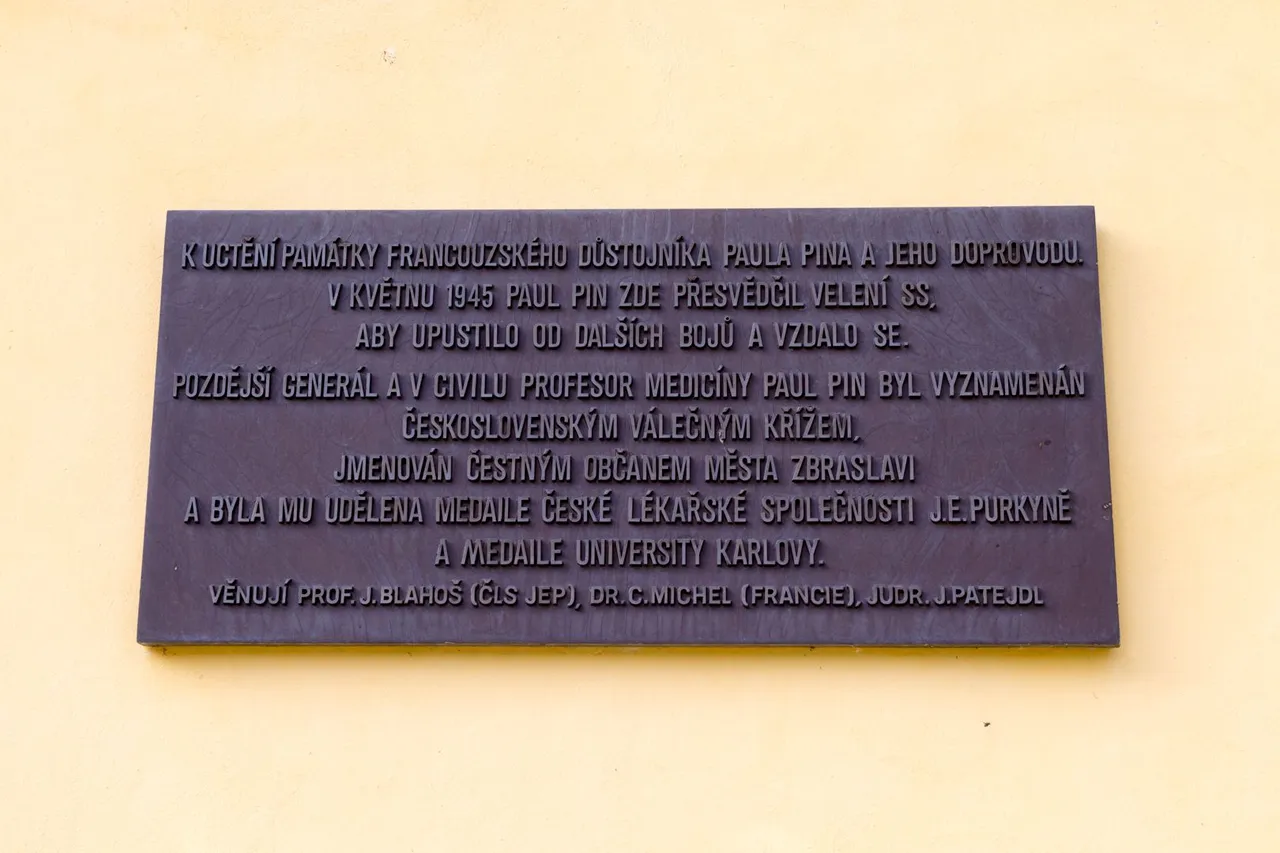 K UCTĚNÍ PAMÁTKY FRANCOUZSKÉHO DŮSTOJNÍKA PAULA PINA A JEHO DOPROVODU.
V KVĚTNU 1945 PAUL PIN ZDE PŘESVĚDČIL VELENÍ SS,
ABY UPUSTILO OD DALŠÍCH BOJŮ A VZDALO SE.
POZDĚJŠÍ GENERÁL A V CIVILU PROFESOR MEDICÍNY PAUL PIN BYL VYZNAMENÁN
ČESKOSLOVENSKÝM VÁLEČNÝM KŘÍŽEM,
JMENOVÁN ČESTNÝM OBČANEM MĚSTA ZBRASLAVI
A BYLA MU UDĚLENA MEDAILE ČESKÉ LÉKAŘSKÉ SPOLEČNOSTI J.E.PURKYNĚ
A MEDAILE UNIVERSITY KARLOVY.
VĚNUJÍ PROF. J.BLAHOŠ (ČLS JEP), DR.C.MICHEL (FRANCIE), JUDR. J.PATEJDL